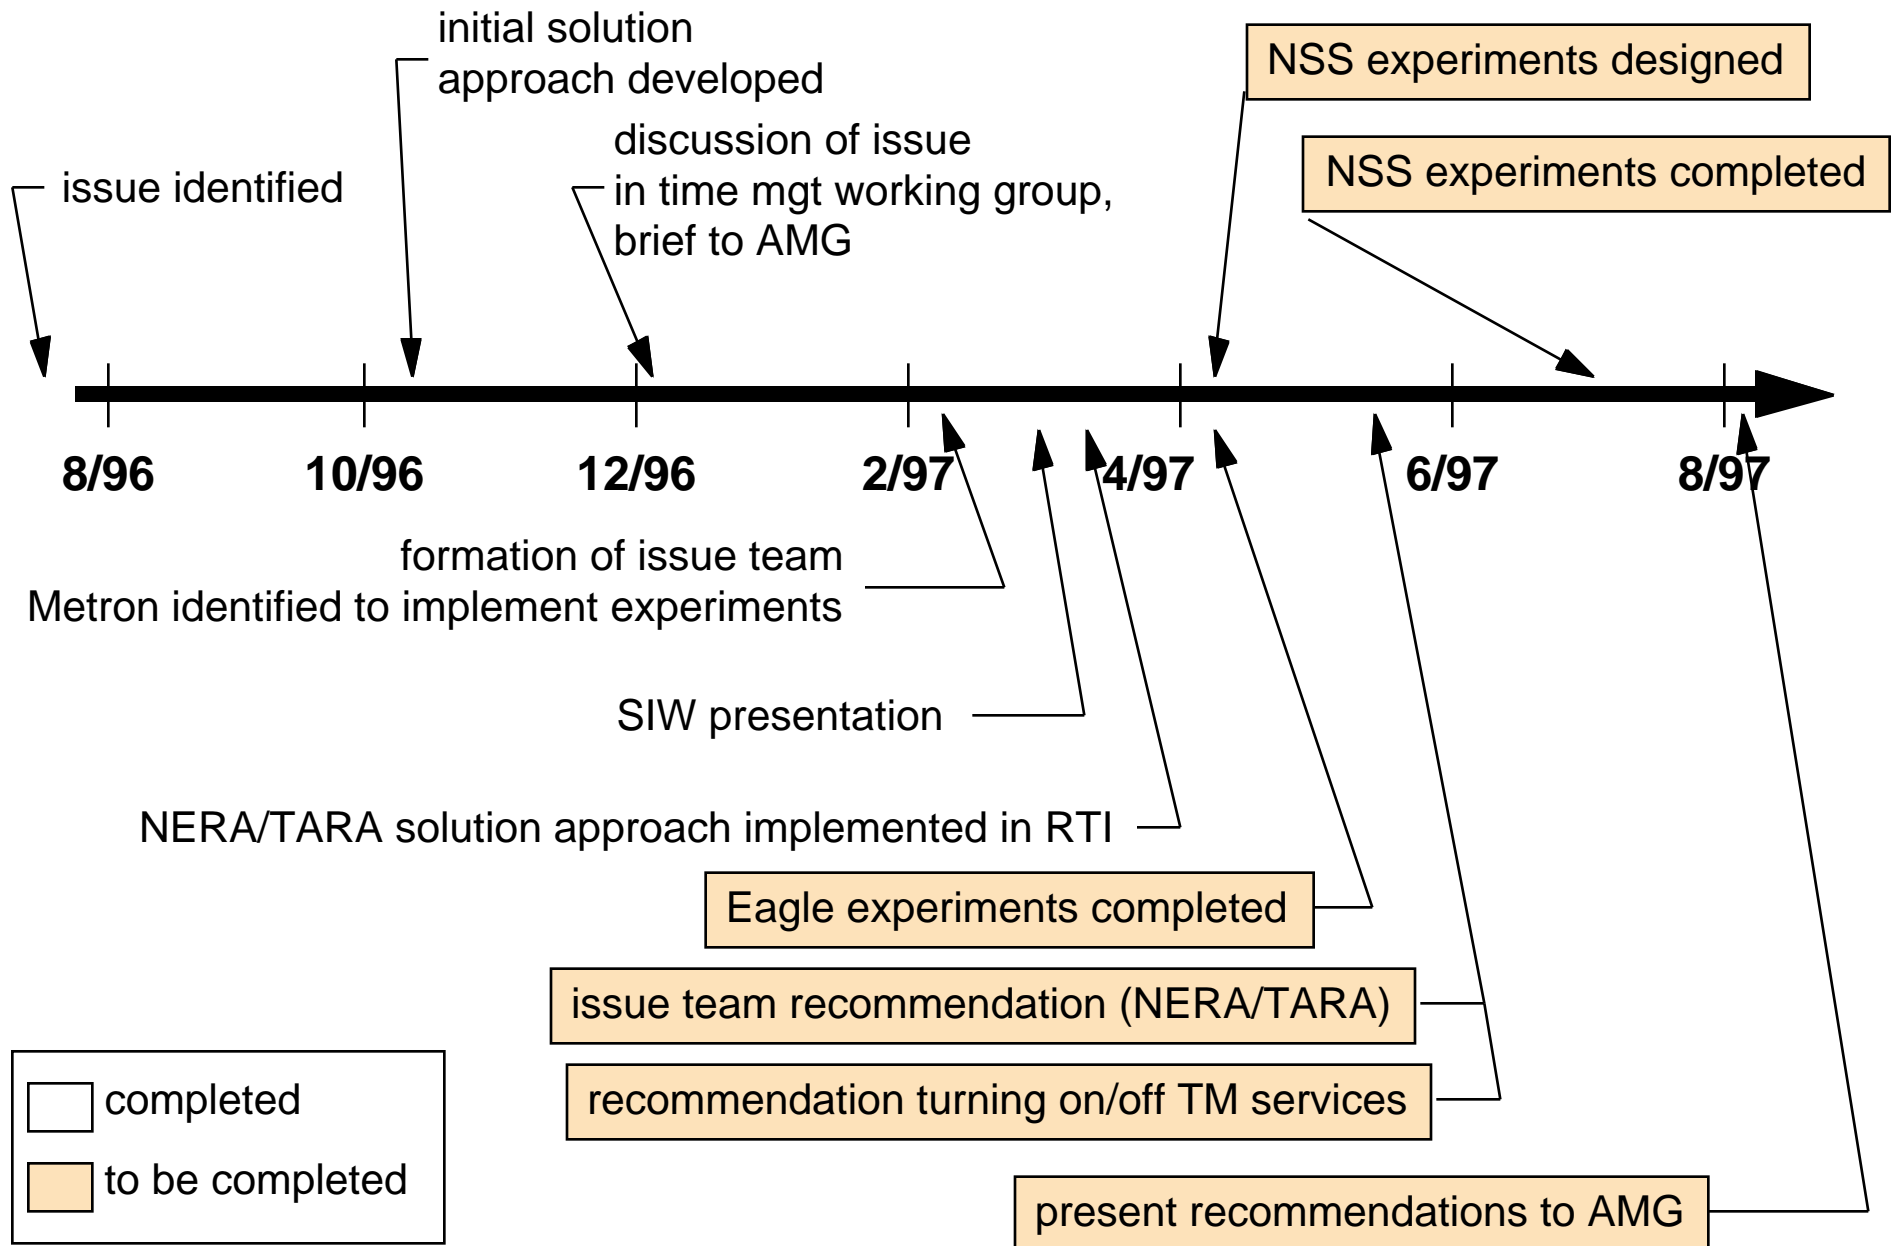 initial solution
approach developed
NSS experiments designed
discussion of issue
in time mgt working group,
brief to AMG
issue identified
NSS experiments completed
8/96
10/96
12/96
2/97
4/97
6/97
8/97
formation of issue team
Metron identified to implement experiments
SIW presentation
NERA/TARA solution approach implemented in RTI
Eagle experiments completed
issue team recommendation (NERA/TARA)
recommendation turning on/off TM services
completed
to be completed
present recommendations to AMG